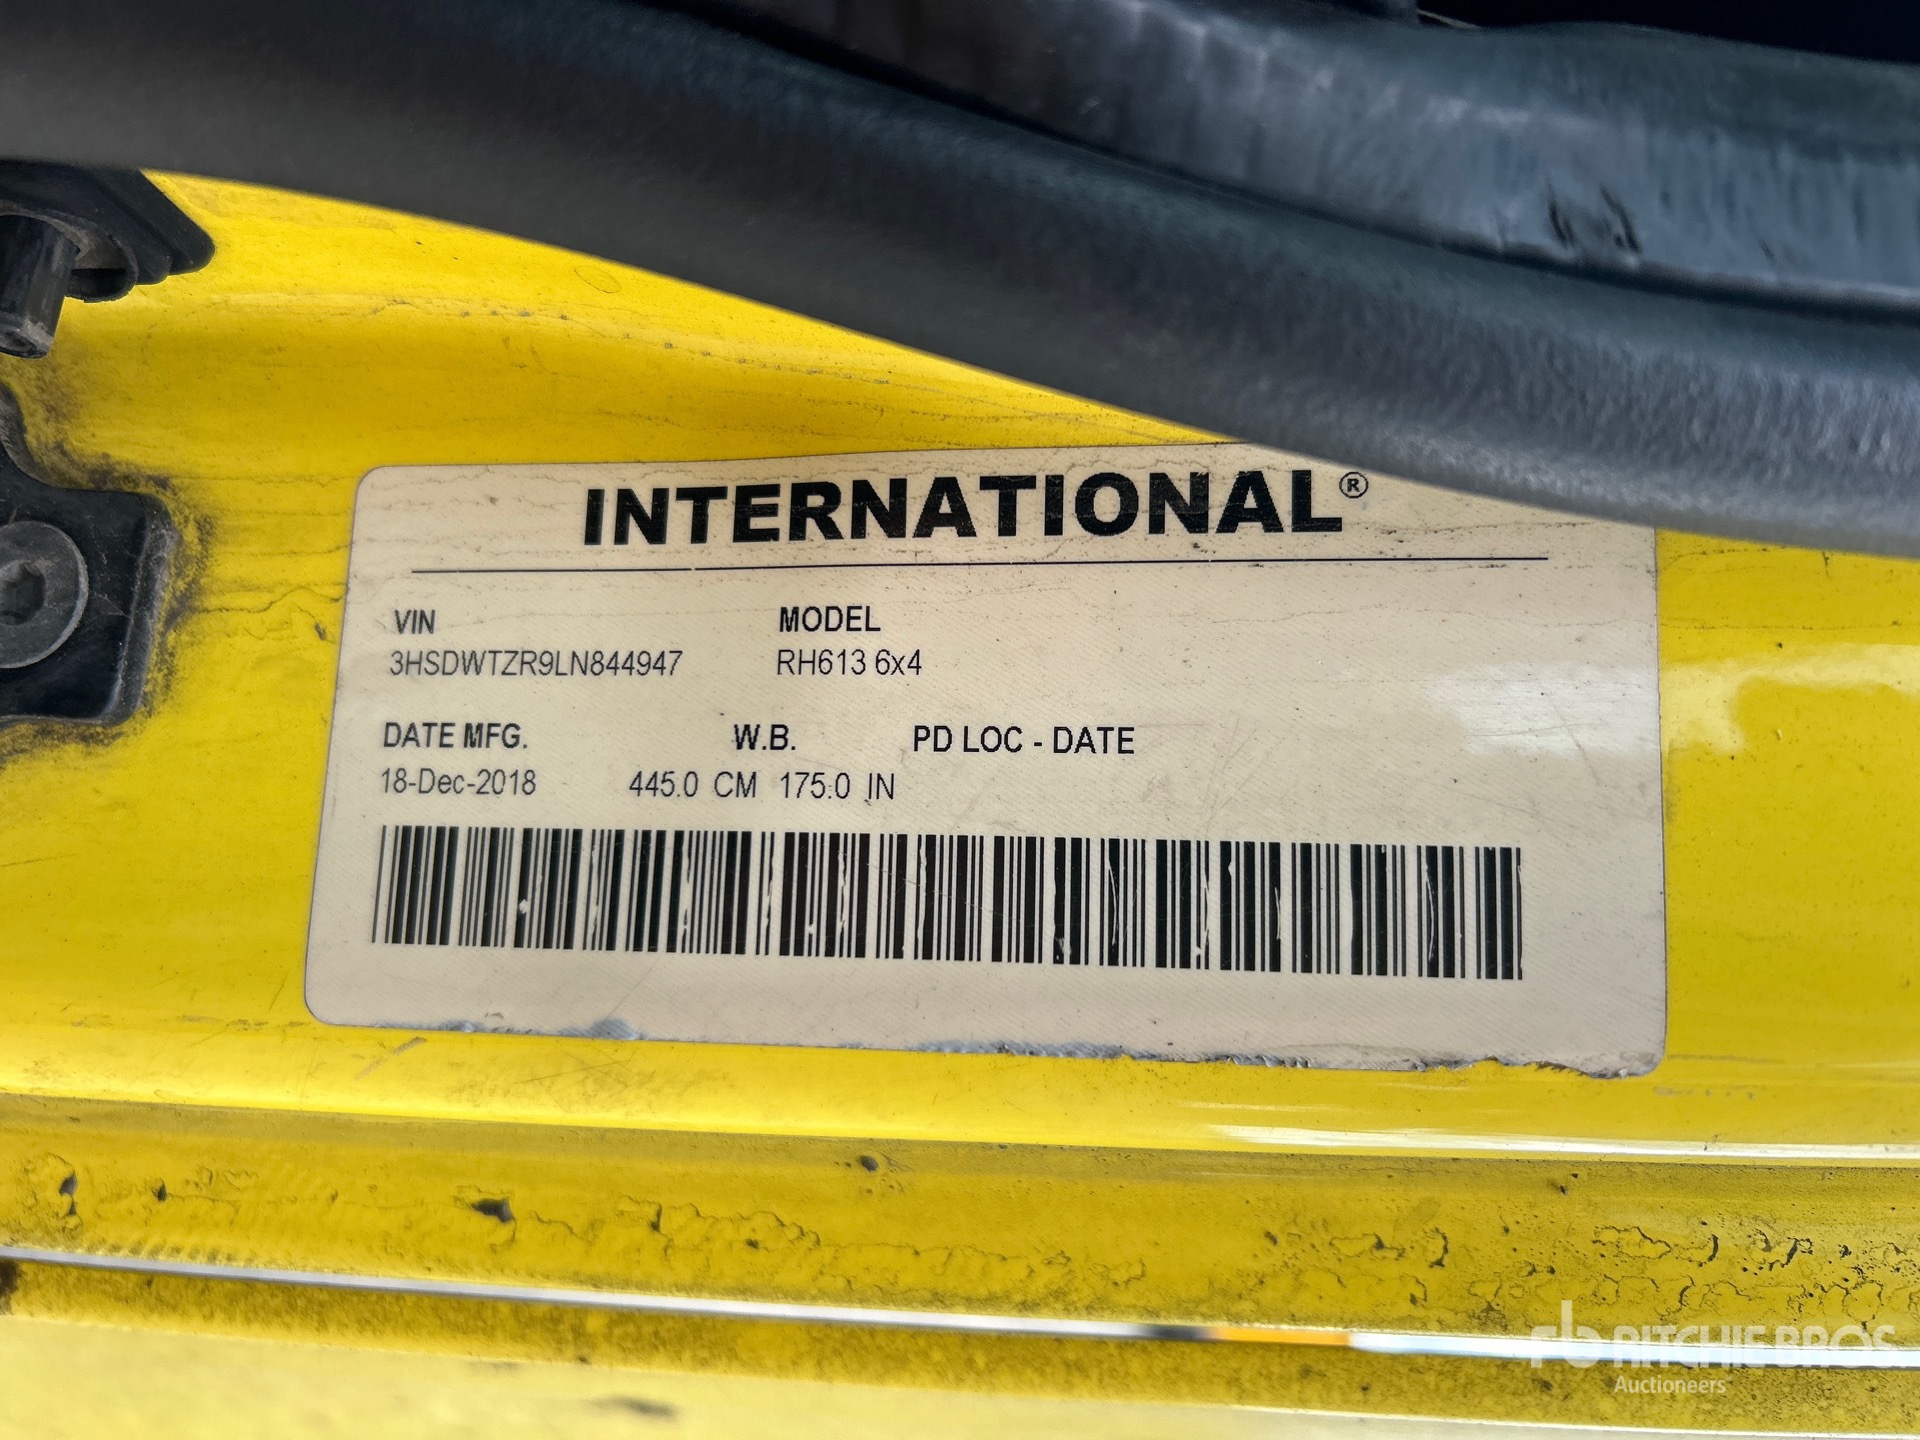 INTERNATIONAL®
VIN MODEL
3HSDWTZR9LN844947 RH613 6x4
DATE MFG. W.B. PD LOC - DATE
18-Dec-2018 445.0 CM 175.0 IN
rb RITCHIE BROS
Auctioneers